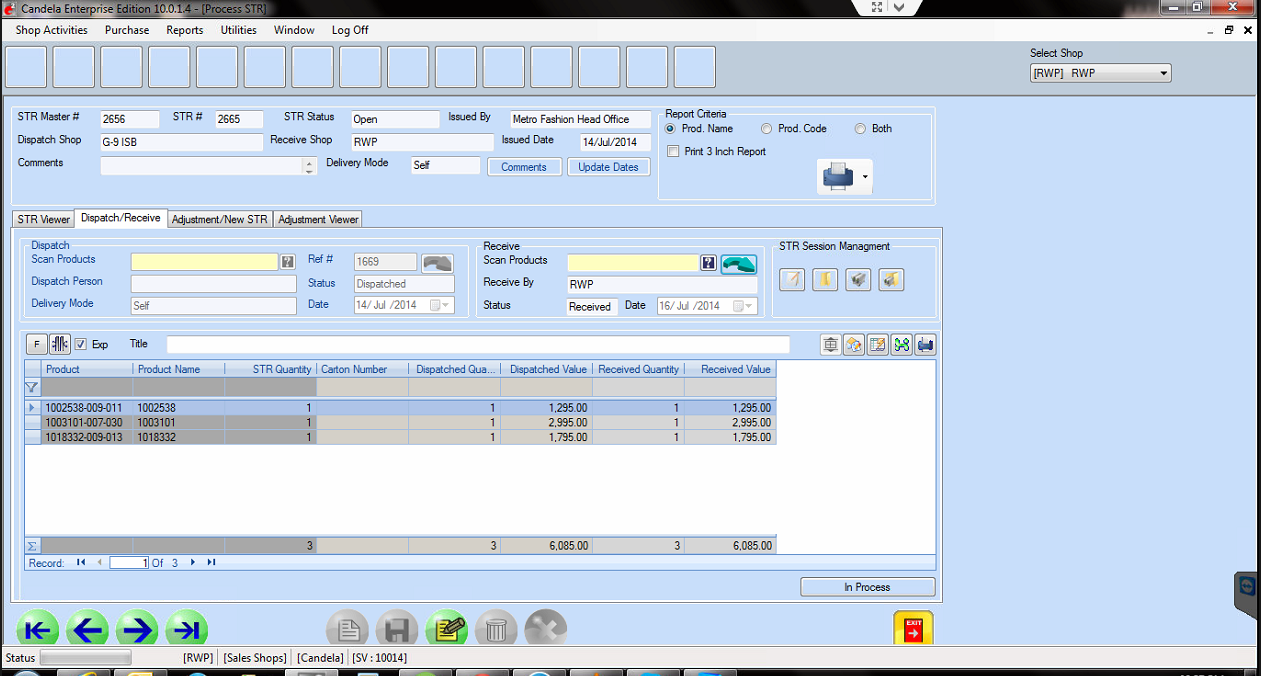 Candela Enterprise Edition 10.0.1.4 - [Process STR]
Shop Activities Purchase Reports Utilities Window Log Off
Select Shop
[RWP] RWP
STR Master # 2656 STR # 2665 STR Status Open Issued By Metro Fashion Head Office
Dispatch Shop G-9 ISB Receive Shop RWP Issued Date 14/Jul/2014
Comments Delivery Mode Self Comments Update Dates
Report Criteria
Prod. Name Prod. Code Both
Print 3 Inch Report
STR Viewer Dispatch/Receive Adjustment/New STR Adjustment Viewer
Dispatch
Scan Products ? Ref # 1669
Dispatch Person Status Dispatched
Delivery Mode Self Date 14/ Jul /2014
Receive
Scan Products ?
Receive By RWP
Status Received Date 16/ Jul /2014
STR Session Managment
F Exp Title
Product Product Name STR Quantity Carton Number Dispatched Qua... Dispatched Value Received Quantity Received Value
1002538-009-011 1002538 1 1 1,295.00 1 1,295.00
1003101-007-030 1003101 1 1 2,995.00 1 2,995.00
1018332-009-013 1018332 1 1 1,795.00 1 1,795.00
Σ 3 3 6,085.00 3 6,085.00
Record: 1 Of 3
In Process
EXIT
Status [RWP] [Sales Shops] [Candela] [SV : 10014]